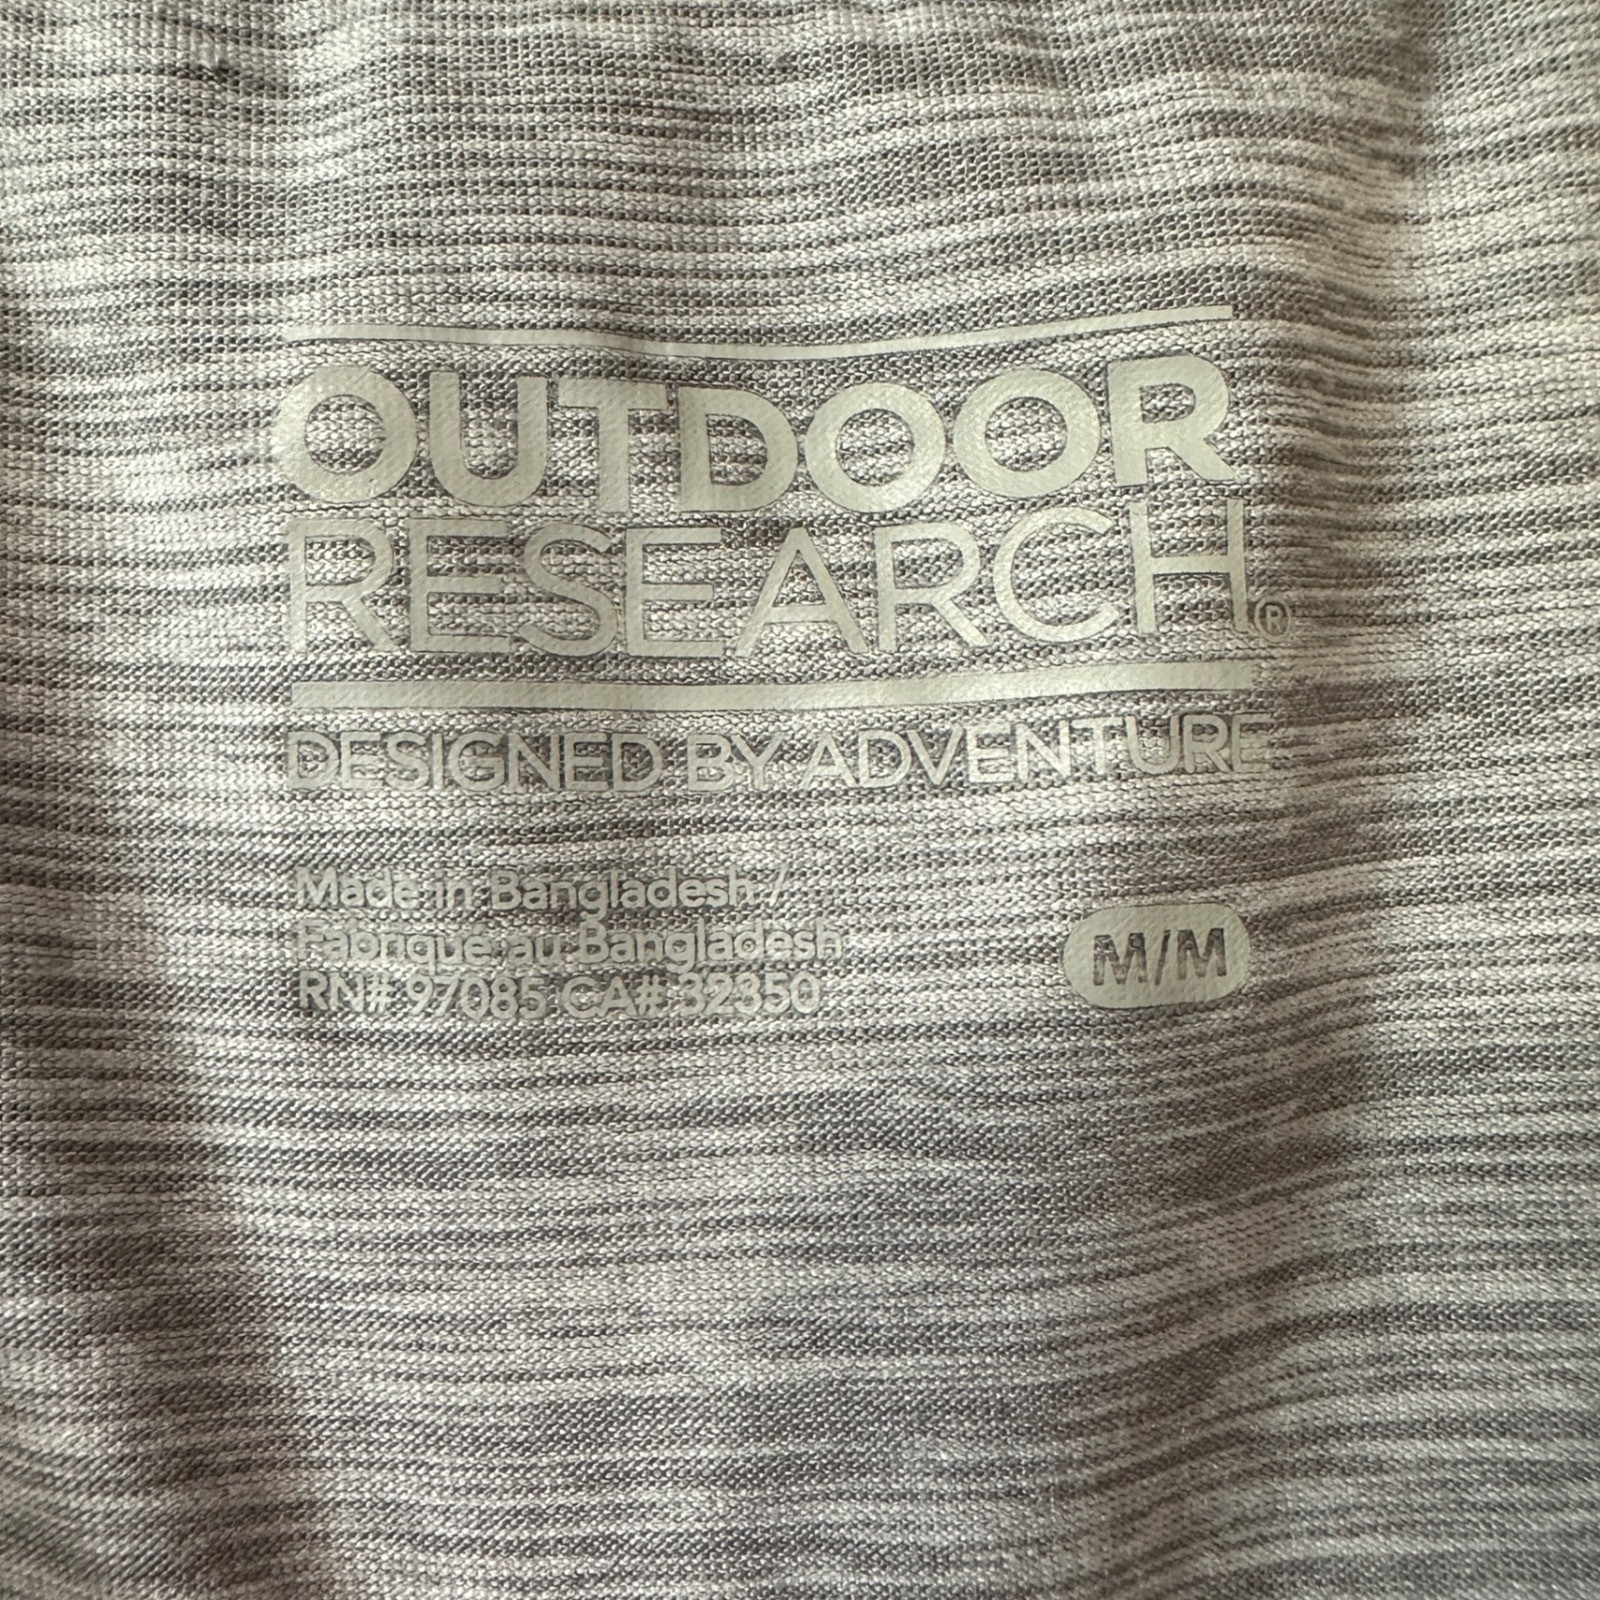 OUTDOOR
RESEARCH®
DESIGNED BY ADVENTURE
Made in Bangladesh /
Fabriqué au Bangladesh
RN# 97085 CA# 32350
M/M